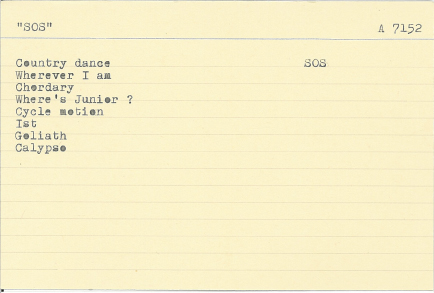 "SOS" A 7152
Country dance SOS
Wherever I am
Chordary
Where's Junior ?
Cycle motion
Ist
Goliath
Calypso